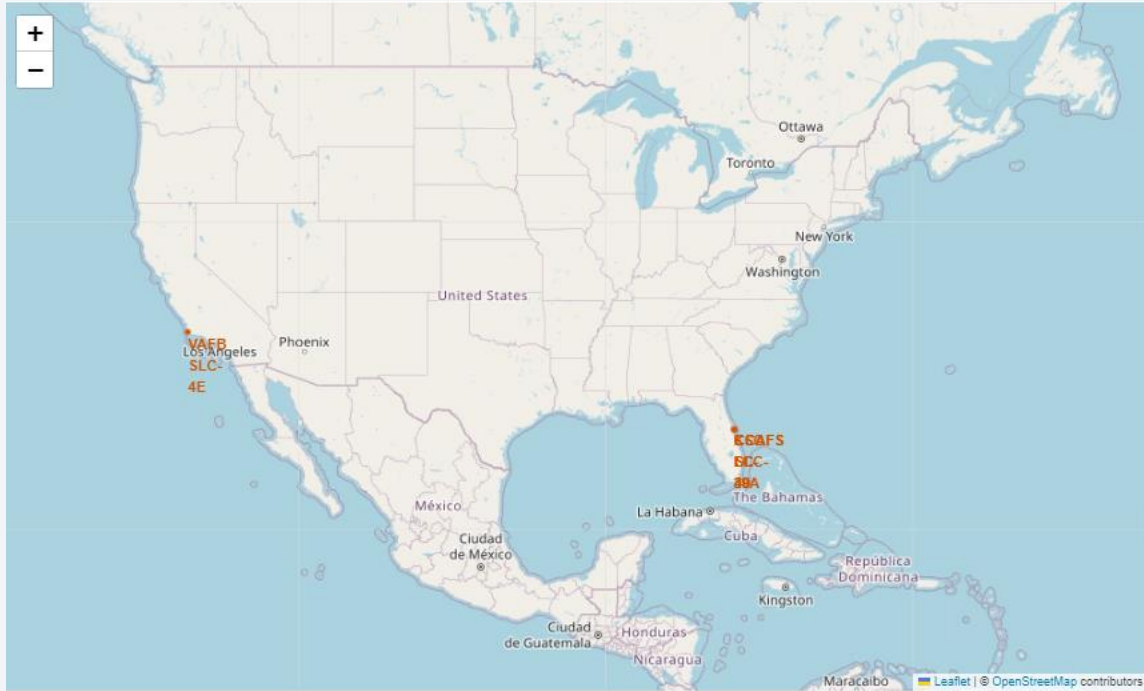 +
−
Ottawa
Toronto
New York
Washington
United States
VAFB
SLC-
4E
Los Angeles
Phoenix
The Bahamas
La Habana
México
Cuba
Ciudad
de México
República
Dominicana
Kingston
Ciudad
de Guatemala
Honduras
Nicaragua
Maracaibo
Leaflet | © OpenStreetMap contributors